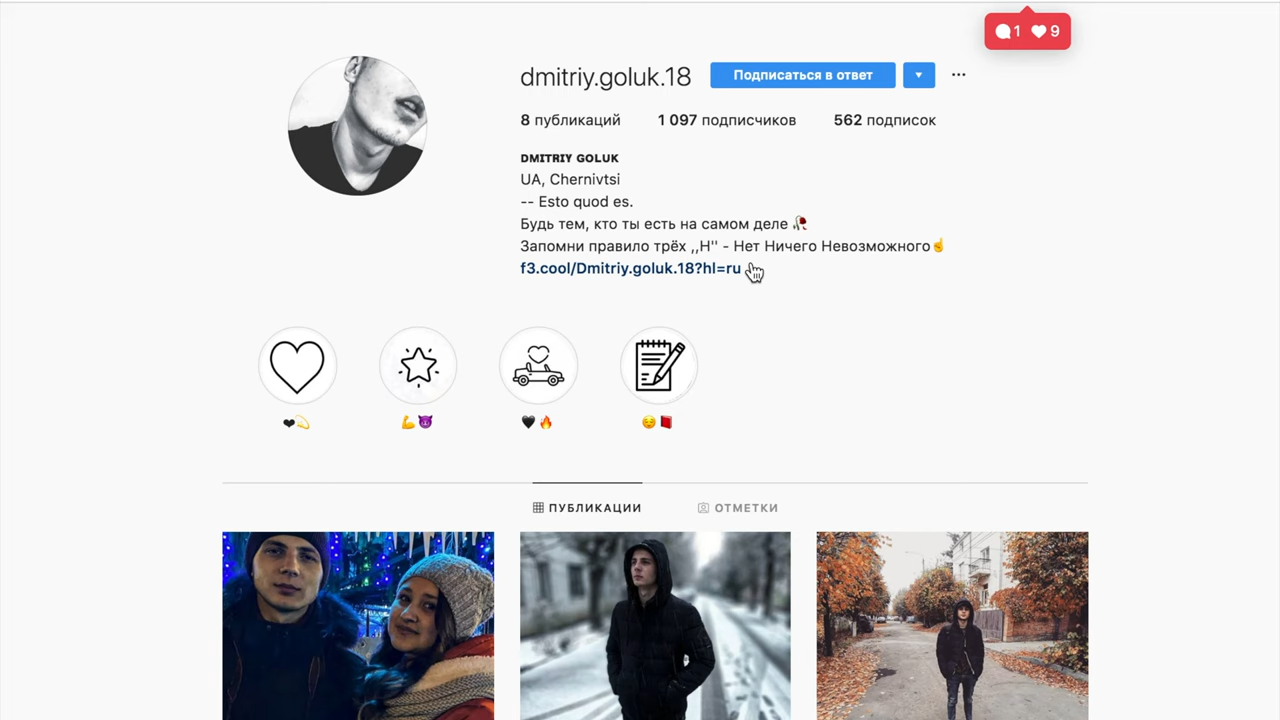 1 9
dmitriy.goluk.18 Подписаться в ответ
8 публикаций 1 097 подписчиков 562 подписок
DMITRIY GOLUK
UA, Chernivtsi
-- Esto quod es.
Будь тем, кто ты есть на самом деле 🥀
Запомни правило трёх ,,Н'' - Нет Ничего Невозможного☝
f3.cool/Dmitriy.goluk.18?hl=ru
❤💫 💪😈 🖤🔥 😌📕
ПУБЛИКАЦИИ ОТМЕТКИ